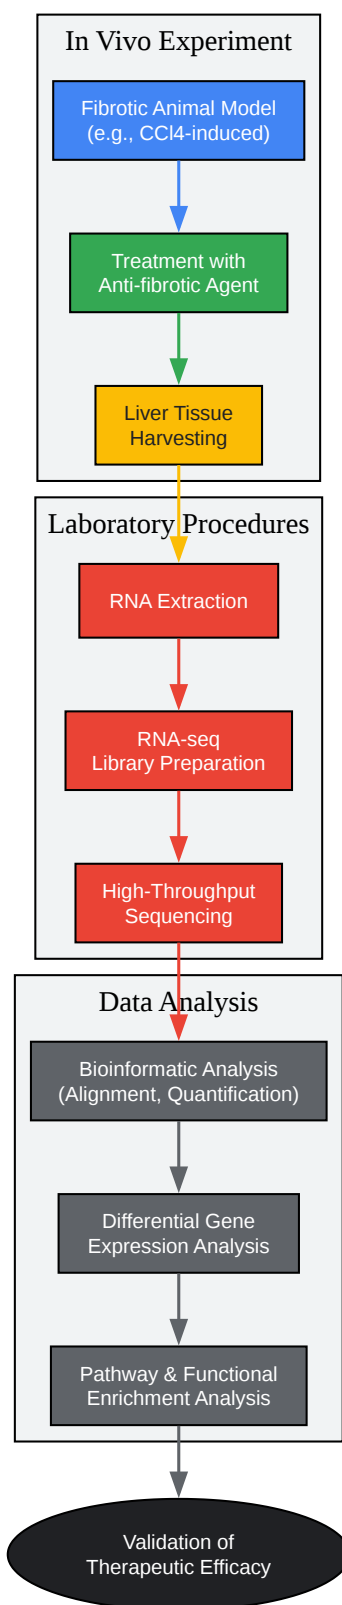 In Vivo Experiment
Fibrotic Animal Model
(e.g., CCl4-induced)
Treatment with
Anti-fibrotic Agent
Liver Tissue
Harvesting
Laboratory Procedures
RNA Extraction
RNA-seq
Library Preparation
High-Throughput
Sequencing
Data Analysis
Bioinformatic Analysis
(Alignment, Quantification)
Differential Gene
Expression Analysis
Pathway & Functional
Enrichment Analysis
Validation of
Therapeutic Efficacy